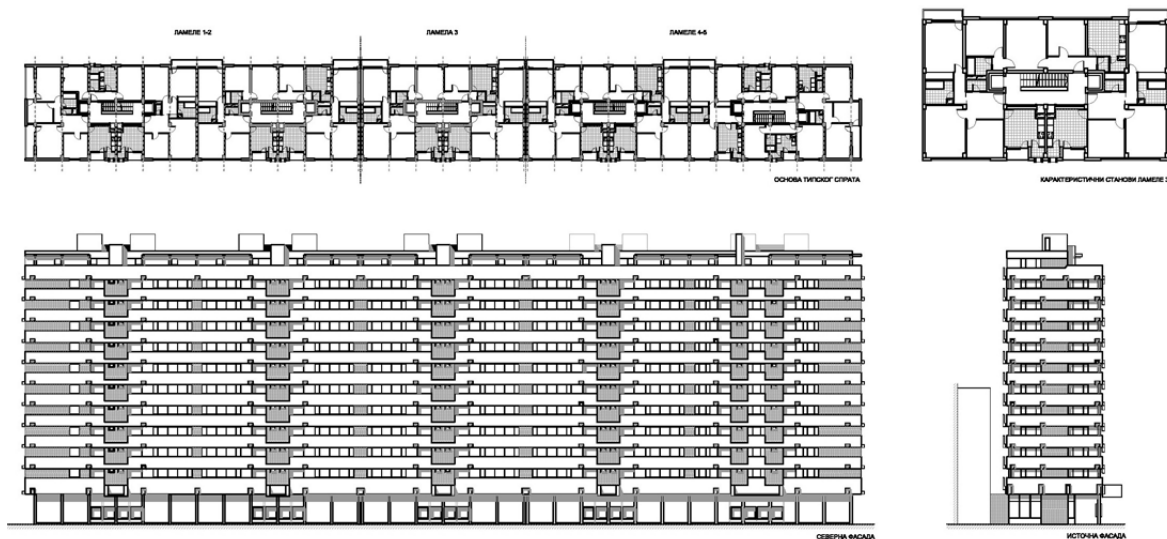 ЛАМЕЛЕ 1-2
ЛАМЕЛА 3
ЛАМЕЛЕ 4-5
ОСНОВА ТИПСКОГ СПРАТА
КАРАКТЕРИСТИЧНИ СТАНОВИ ЛАМЕЛЕ 3
СЕВЕРНА ФАСАДА
ИСТОЧНА ФАСАДА